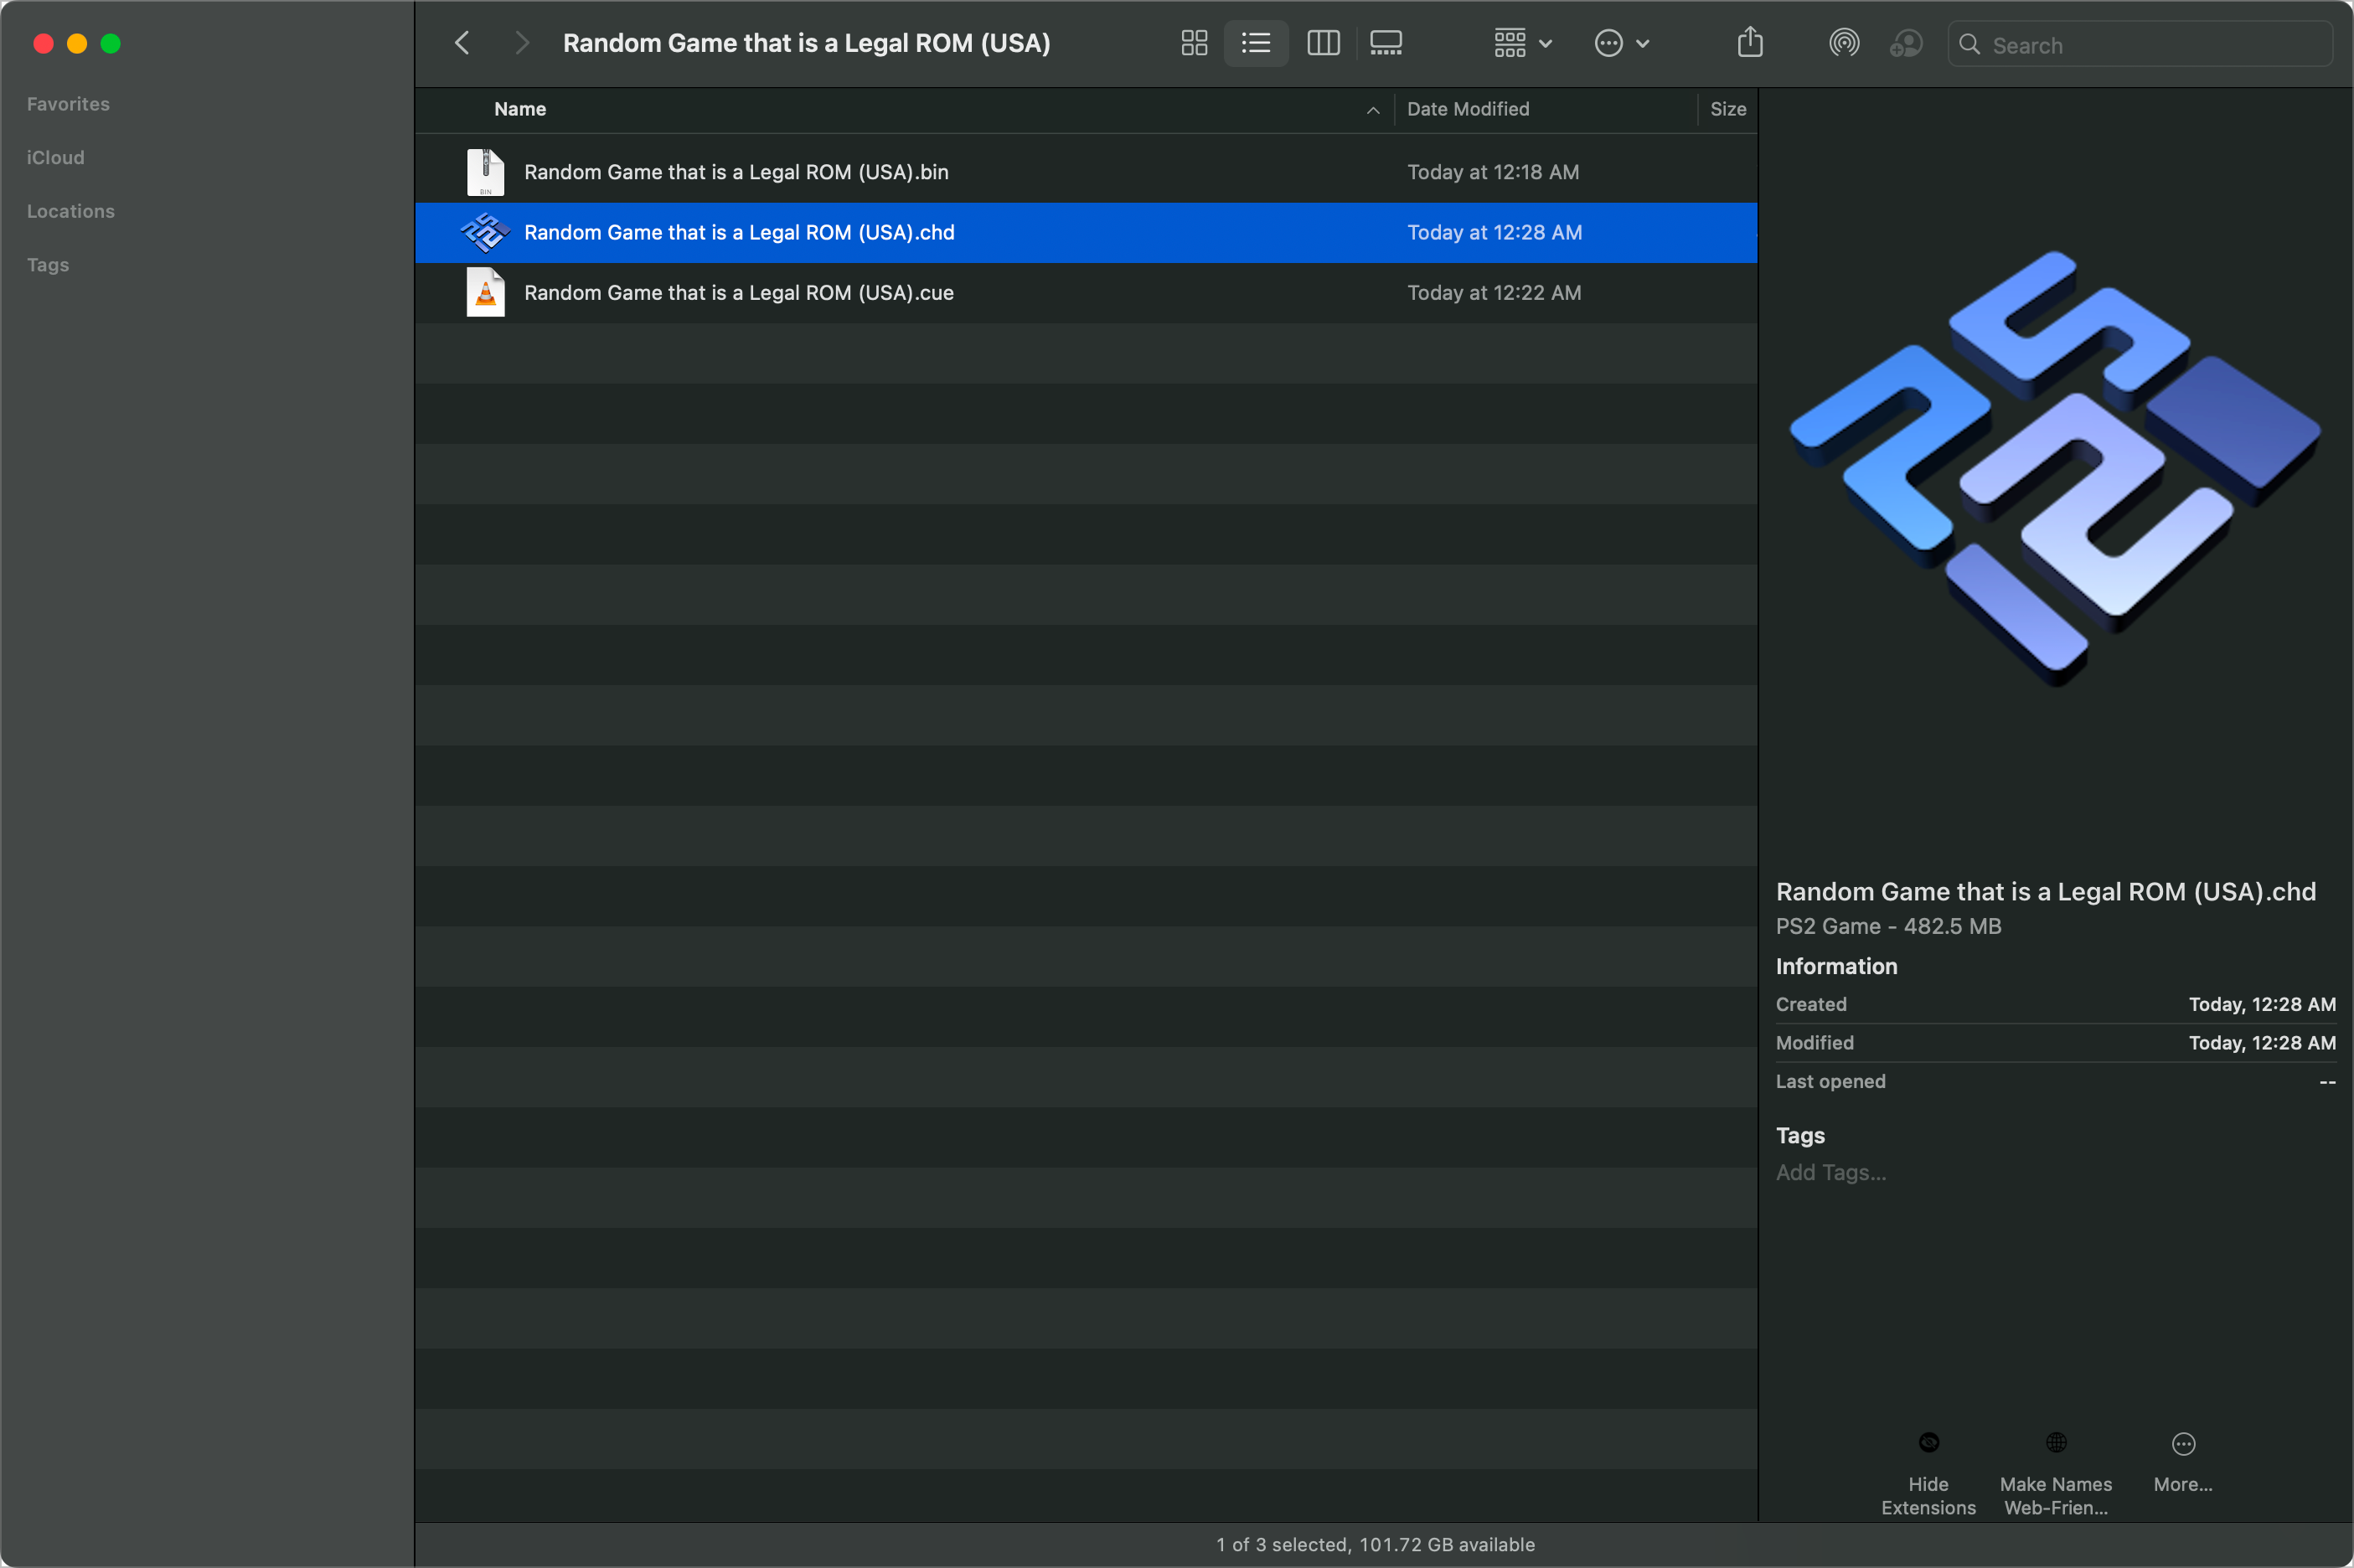 Random Game that is a Legal ROM (USA)
Search
Favorites
iCloud
Locations
Tags
Name
Date Modified
Size
BIN
Random Game that is a Legal ROM (USA).bin
Today at 12:18 AM
Random Game that is a Legal ROM (USA).chd
Today at 12:28 AM
Random Game that is a Legal ROM (USA).cue
Today at 12:22 AM
Random Game that is a Legal ROM (USA).chd
PS2 Game - 482.5 MB
Information
Created Today, 12:28 AM
Modified Today, 12:28 AM
Last opened --
Tags
Add Tags...
Hide
Extensions
Make Names
Web-Frien...
More...
1 of 3 selected, 101.72 GB available